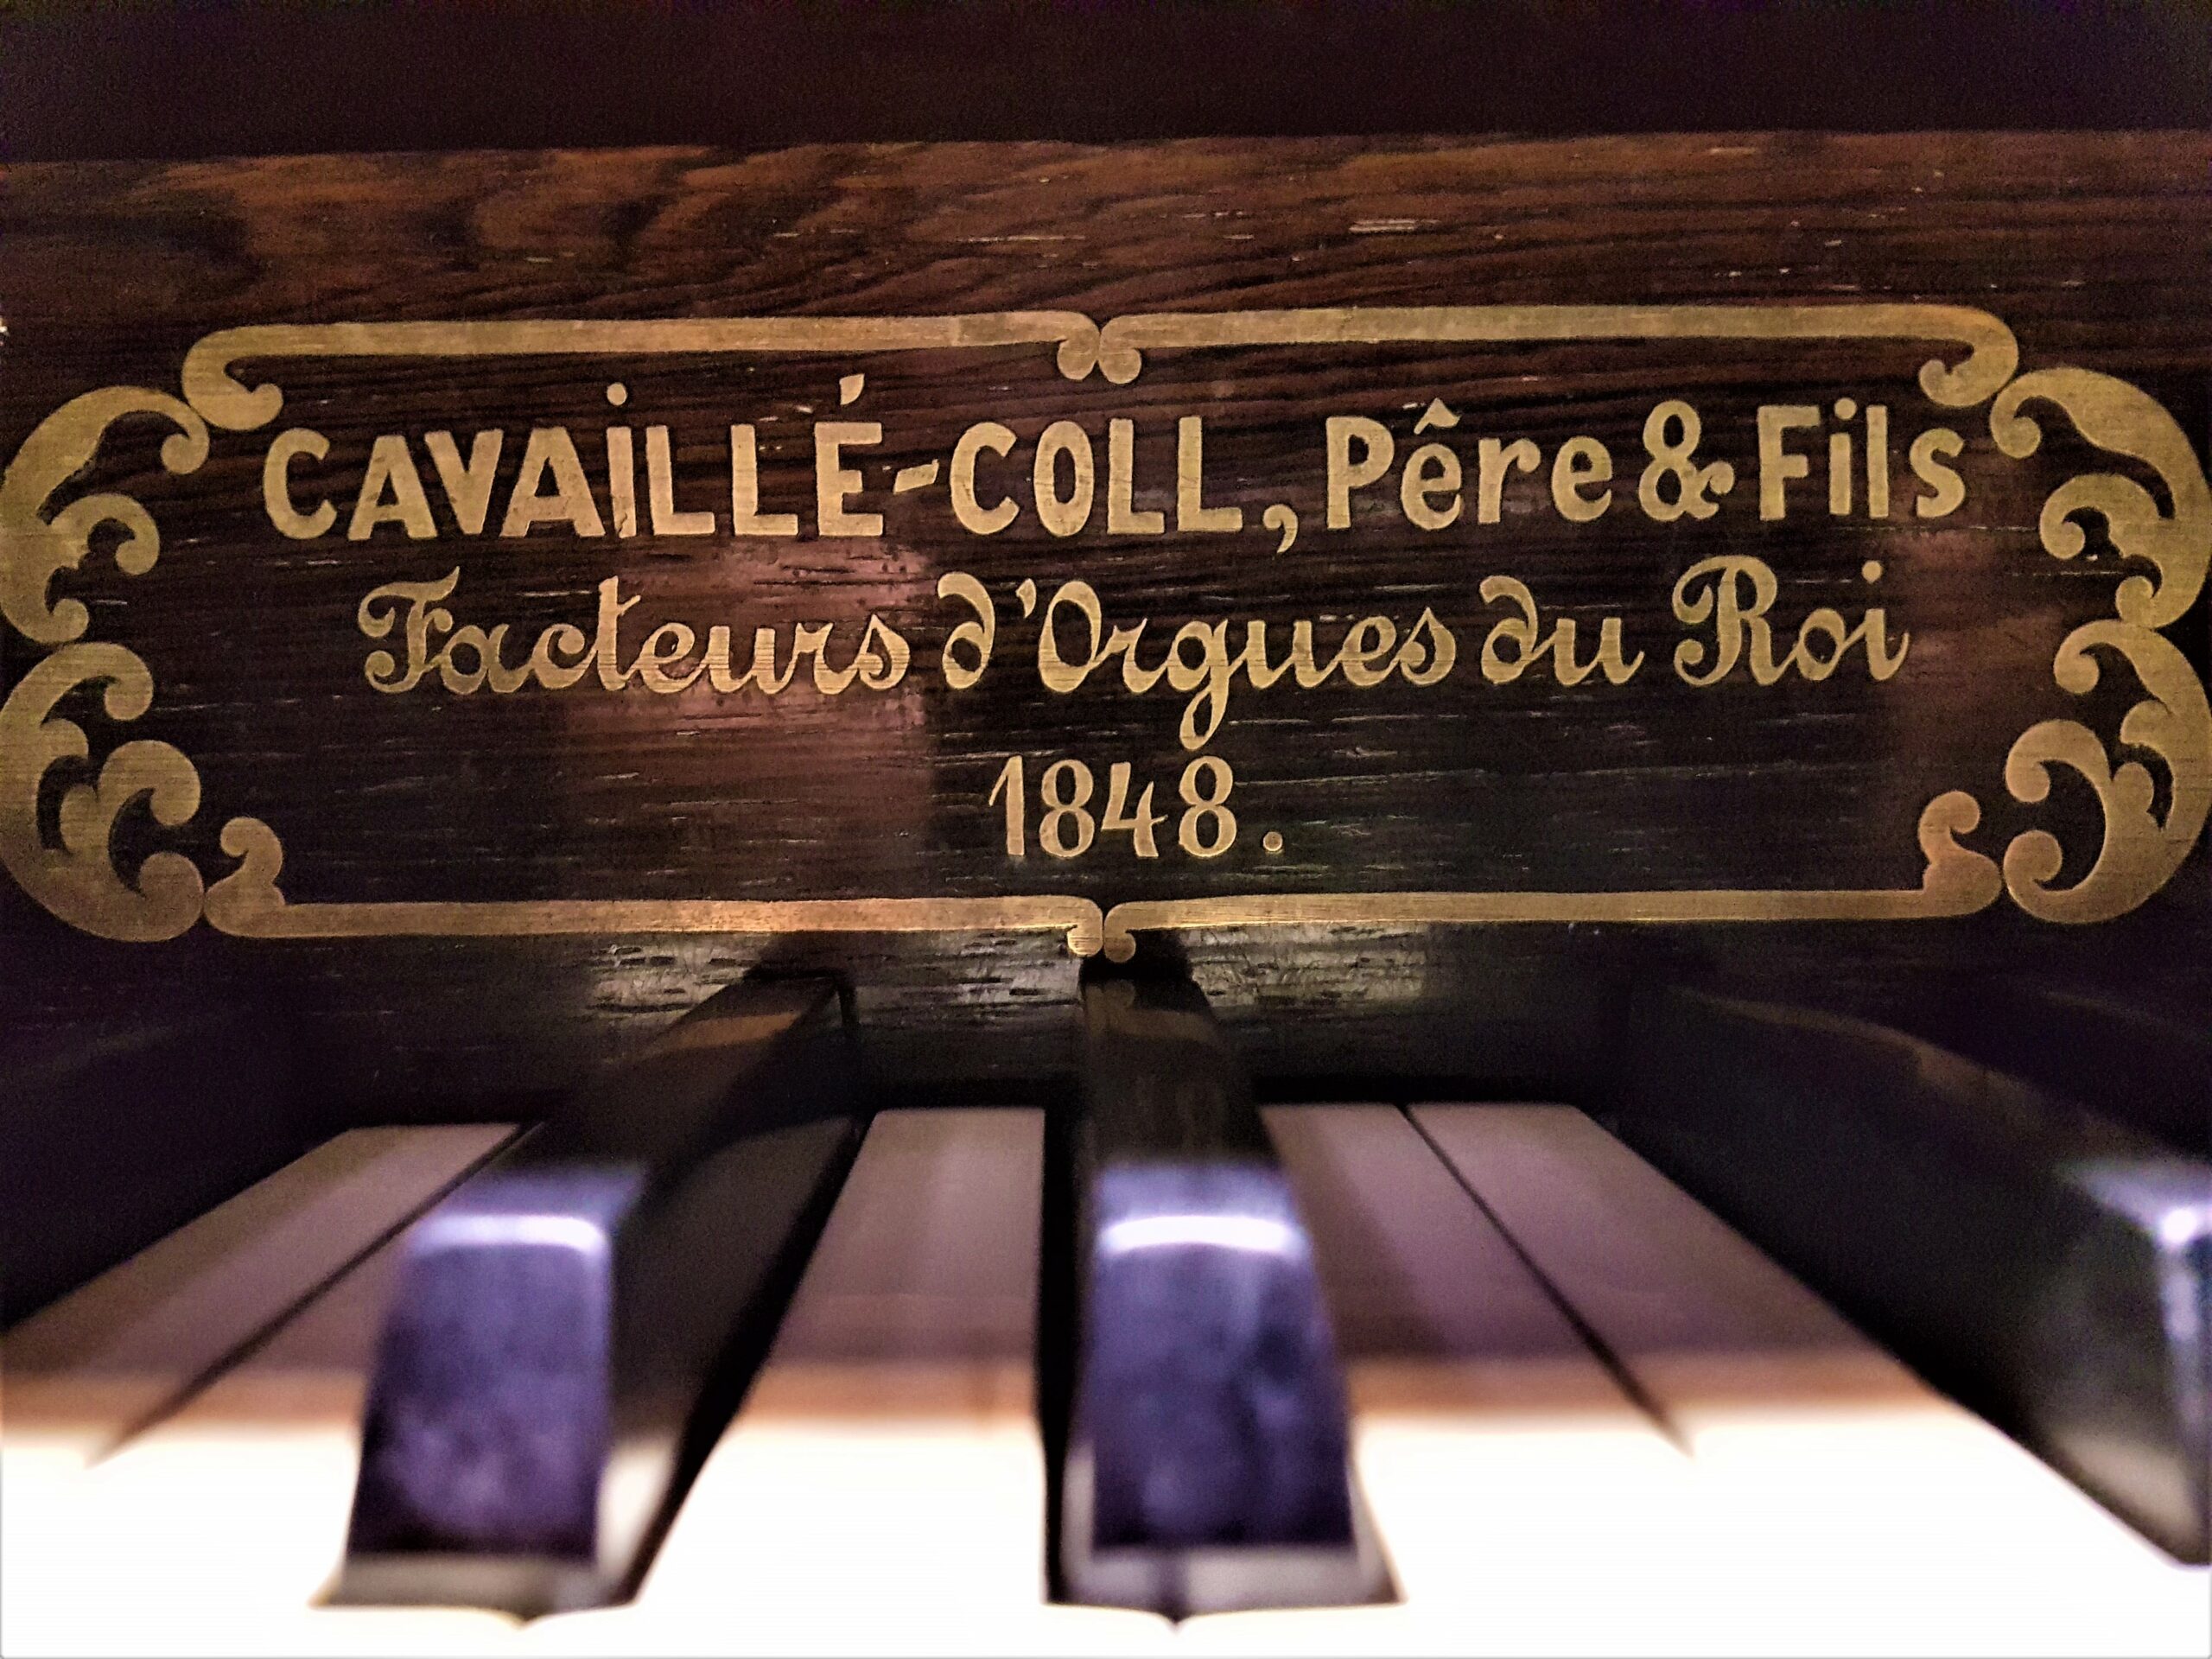 CAVAiLLÉ-COLL, Pêre & Fils
Facteurs d'Orgues du Roi
1848.